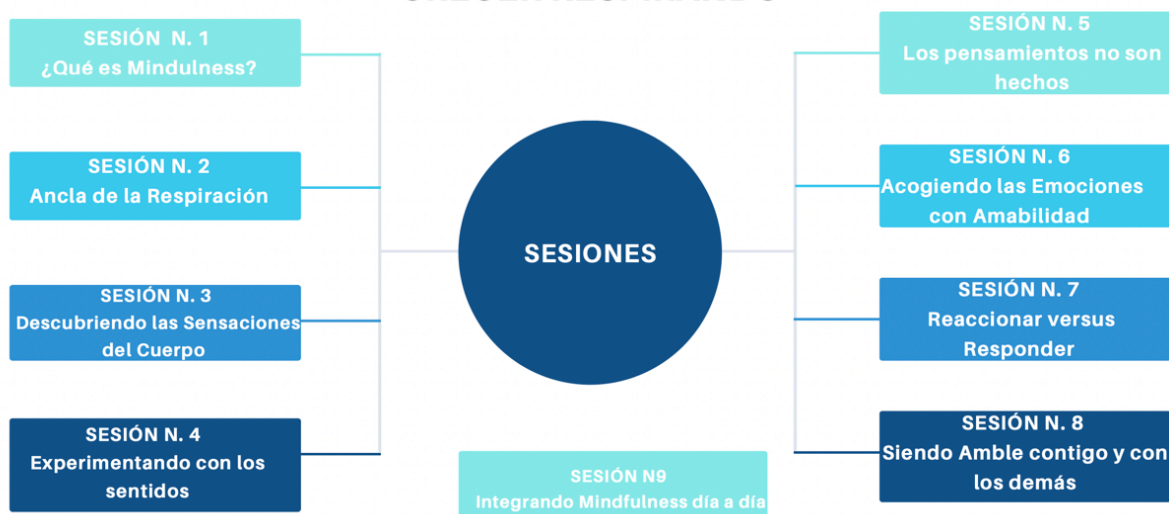 SESIÓN N. 1
¿Qué es Mindulness?
SESIÓN N. 2
Ancla de la Respiración
SESIÓN N. 3
Descubriendo las Sensaciones
del Cuerpo
SESIÓN N. 4
Experimentando con los
sentidos
SESIONES
SESIÓN N9
Integrando Mindfulness día a día
SESIÓN N. 5
Los pensamientos no son
hechos
SESIÓN N. 6
Acogiendo las Emociones
con Amabilidad
SESIÓN N. 7
Reaccionar versus
Responder
SESIÓN N. 8
Siendo Amble contigo y con
los demás